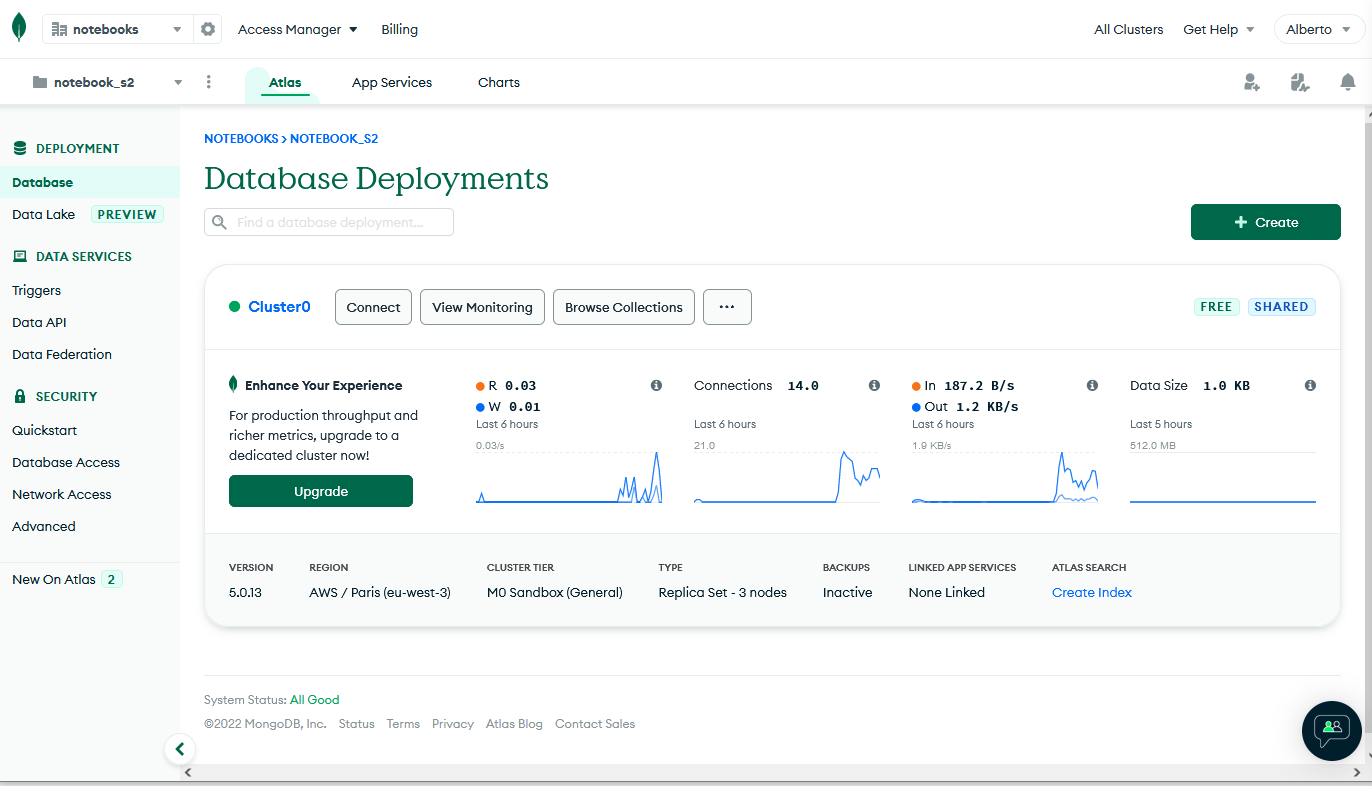 notebooks
Access Manager
Billing
All Clusters
Get Help
Alberto
notebook_s2
Atlas
App Services
Charts
DEPLOYMENT
Database
Data Lake PREVIEW
DATA SERVICES
Triggers
Data API
Data Federation
SECURITY
Quickstart
Database Access
Network Access
Advanced
New On Atlas 2
NOTEBOOKS > NOTEBOOK_S2
Database Deployments
Find a database deployment...
+ Create
Cluster0
Connect
View Monitoring
Browse Collections
...
FREE
SHARED
Enhance Your Experience
For production throughput and
richer metrics, upgrade to a
dedicated cluster now!
Upgrade
R 0.03
W 0.01
Last 6 hours
0.03/s
Connections 14.0
Last 6 hours
21.0
In 187.2 B/s
Out 1.2 KB/s
Last 6 hours
1.9 KB/s
Data Size 1.0 KB
Last 5 hours
512.0 MB
VERSION
5.0.13
REGION
AWS / Paris (eu-west-3)
CLUSTER TIER
M0 Sandbox (General)
TYPE
Replica Set - 3 nodes
BACKUPS
Inactive
LINKED APP SERVICES
None Linked
ATLAS SEARCH
Create Index
System Status: All Good
©2022 MongoDB, Inc. Status Terms Privacy Atlas Blog Contact Sales